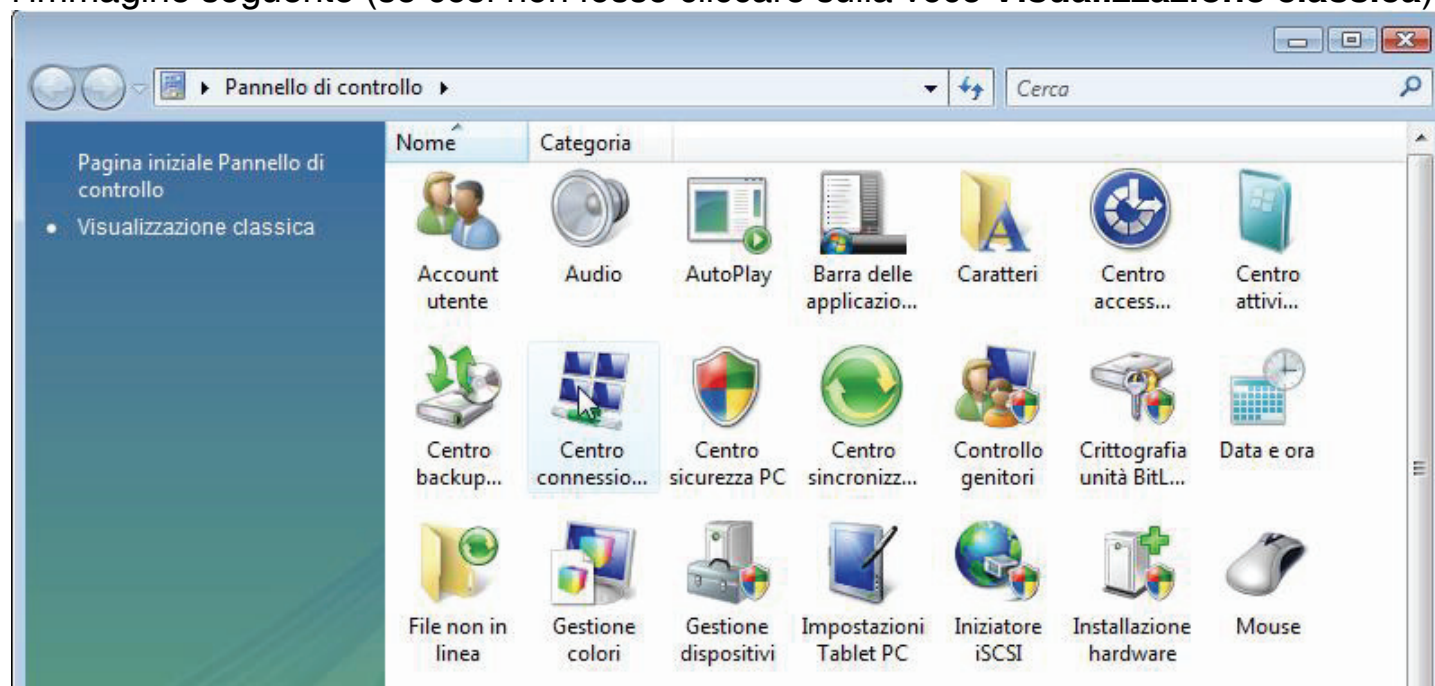 l'immagine seguente (se così non fosse cliccare sulla voce Visualizzazione classica)
Pannello di controllo
Cerca
Pagina iniziale Pannello di
controllo
Visualizzazione classica
Nome Categoria
Account
utente
Audio
AutoPlay
Barra delle
applicazio...
Caratteri
Centro
access...
Centro
attivi...
Centro
backup...
Centro
connessio...
Centro
sicurezza PC
Centro
sincronizz...
Controllo
genitori
Crittografia
unità BitL...
Data e ora
File non in
linea
Gestione
colori
Gestione
dispositivi
Impostazioni
Tablet PC
Iniziatore
iSCSI
Installazione
hardware
Mouse